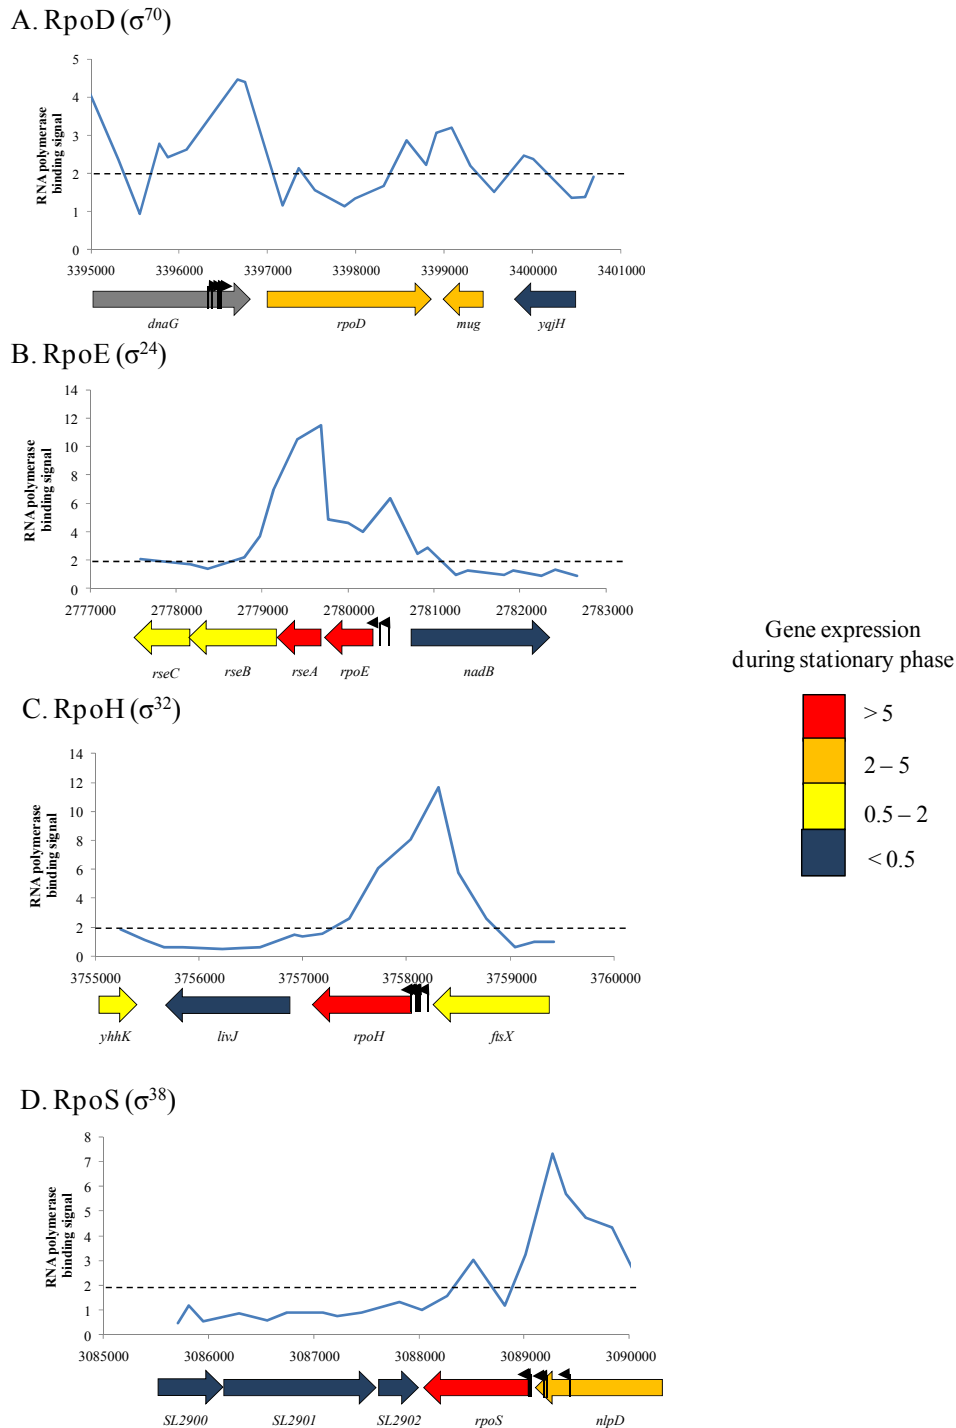 A. RpoD (σ70)
RNA polymerase
binding signal
5
4
3
2
1
0
3395000 3396000 3397000 3398000 3399000 3400000 3401000
dnaG rpoD mug yqjH
B. RpoE (σ24)
RNA polymerase
binding signal
14
12
10
8
6
4
2
0
2777000 2778000 2779000 2780000 2781000 2782000 2783000
rseC rseB rseA rpoE nadB
Gene expression
during stationary phase
> 5
2 – 5
0.5 – 2
< 0.5
C. RpoH (σ32)
RNA polymerase
binding signal
14
12
10
8
6
4
2
0
3755000 3756000 3757000 3758000 3759000 3760000
yhhK livJ rpoH ftsX
D. RpoS (σ38)
RNA polymerase
binding signal
8
7
6
5
4
3
2
1
0
3085000 3086000 3087000 3088000 3089000 3090000
SL2900 SL2901 SL2902 rpoS nlpD